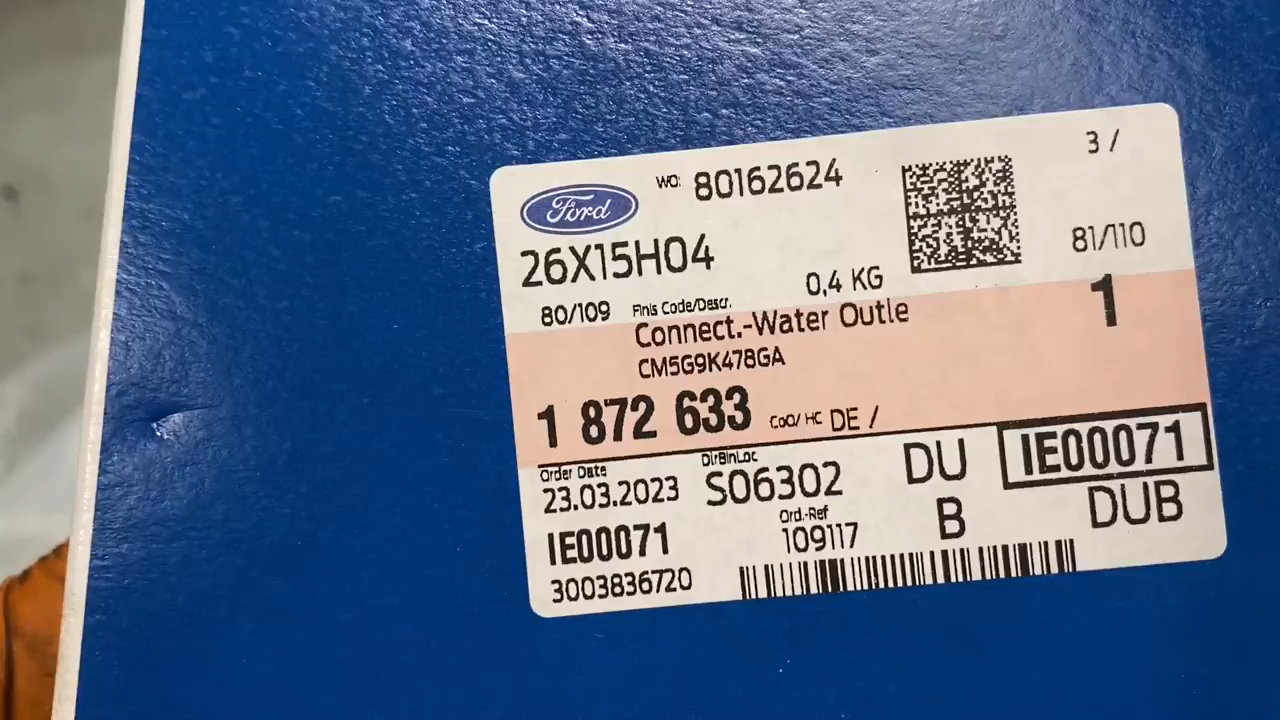 WO: 80162624
3 /
Ford
26X15H04
81/110
0,4 KG
80/109 Finis Code/Descr.
1
Connect.-Water Outle
CM5G9K478GA
1 872 633 CoO/ HC DE /
Order Date
23.03.2023
DirBinLoc
S06302
DU
IE00071
IE00071
Ord.-Ref
109117
B
DUB
3003836720